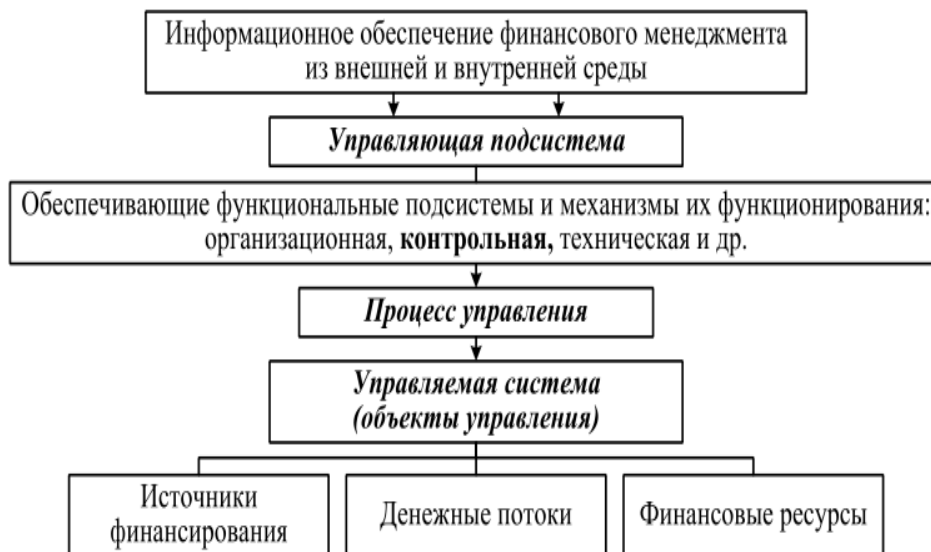 Информационное обеспечение финансового менеджмента
из внешней и внутренней среды
Управляющая подсистема
Обеспечивающие функциональные подсистемы и механизмы их функционирования:
организационная, контрольная, техническая и др.
Процесс управления
Управляемая система
(объекты управления)
Источники
финансирования
Денежные потоки
Финансовые ресурсы